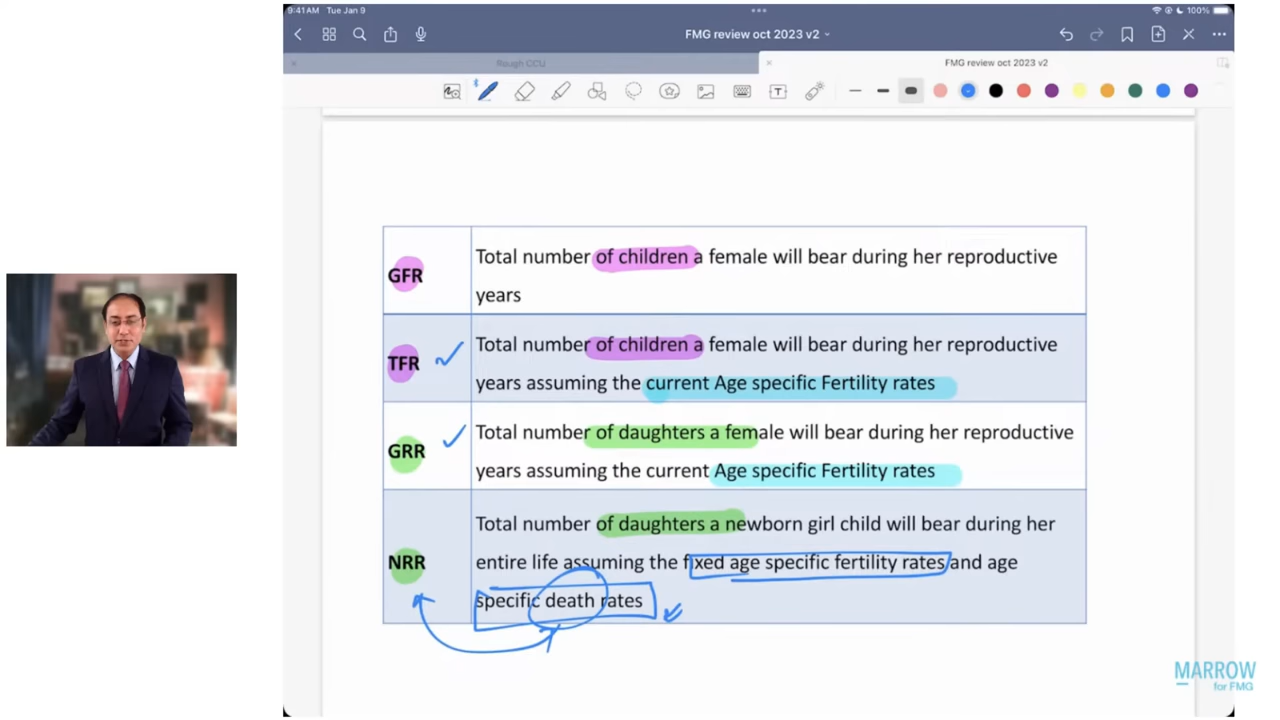 9:41AM Tue Jan 9
100%
FMG review oct 2023 v2
Rough CCU
FMG review oct 2023 v2
T
GFR
Total number of children a female will bear during her reproductive
years
TFR
Total number of children a female will bear during her reproductive
years assuming the current Age specific Fertility rates
GRR
Total number of daughters a female will bear during her reproductive
years assuming the current Age specific Fertility rates
NRR
Total number of daughters a newborn girl child will bear during her
entire life assuming the fixed age specific fertility rates and age
specific death rates
MARROW
for FMG